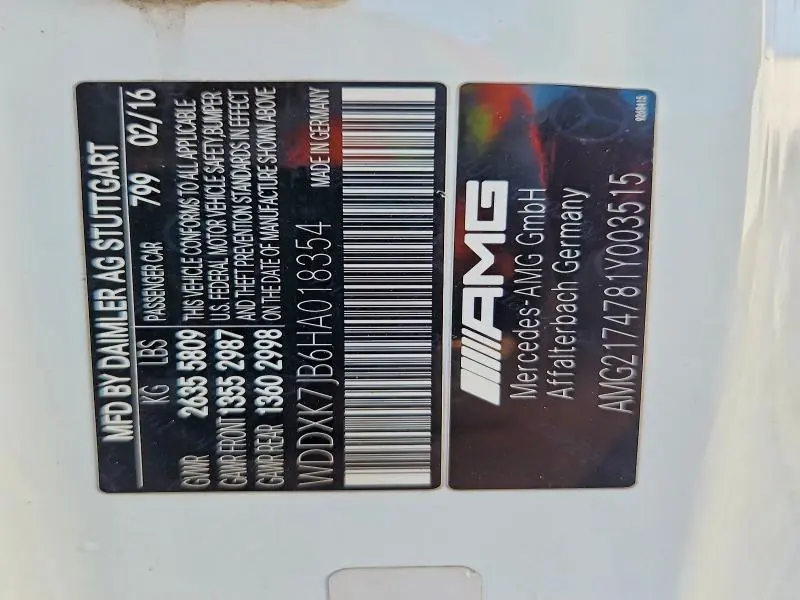 MFD BY DAIMLER AG STUTTGART
KG LBS PASSENGER CAR 799 02/16
GVWR 2635 5809 THIS VEHICLE CONFORMS TO ALL APPLICABLE
GAWR FRONT 1355 2987 U.S. FEDERAL MOTOR VEHICLE SAFETY, BUMPER
GAWR REAR 1360 2998 AND THEFT PREVENTION STANDARDS IN EFFECT
ON THE DATE OF MANUFACTURE SHOWN ABOVE
WDDXK7JB6HA018354 MADE IN GERMANY
AMG
Mercedes-AMG GmbH
Affalterbach Germany
AMG2174781Y003515